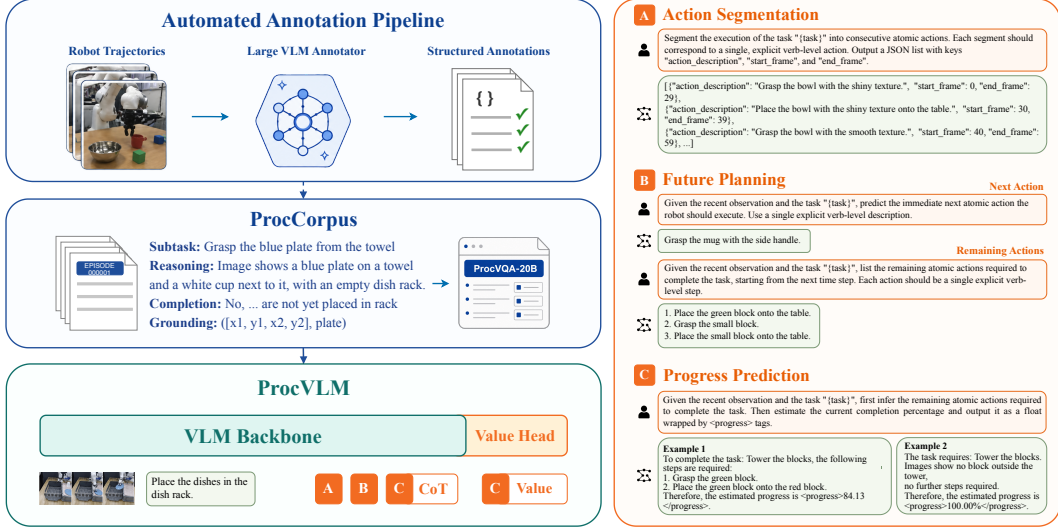 Automated Annotation Pipeline
Robot Trajectories
Large VLM Annotator
Structured Annotations
{ }
ProcCorpus
EPISODE
000001
Subtask: Grasp the blue plate from the towel
Reasoning: Image shows a blue plate on a towel
and a white cup next to it, with an empty dish rack.
Completion: No, ... are not yet placed in rack
Grounding: ([x1, y1, x2, y2], plate)
ProcVQA-20B
ProcVLM
VLM Backbone
Value Head
Place the dishes in the
dish rack.
A
B
C CoT
C Value
A Action Segmentation
Segment the execution of the task "{task}" into consecutive atomic actions. Each segment should
correspond to a single, explicit verb-level action. Output a JSON list with keys
"action_description", "start_frame", and "end_frame".
[{"action_description": "Grasp the bowl with the shiny texture.", "start_frame": 0, "end_frame":
29},
{"action_description": "Place the bowl with the shiny texture onto the table.", "start_frame": 30,
"end_frame": 39},
{"action_description": "Grasp the bowl with the smooth texture.", "start_frame": 40, "end_frame":
59}, ...]
B Future Planning
Next Action
Given the recent observation and the task "{task}", predict the immediate next atomic action the
robot should execute. Use a single explicit verb-level description.
Grasp the mug with the side handle.
Remaining Actions
Given the recent observation and the task "{task}", list the remaining atomic actions required to
complete the task, starting from the next time step. Each action should be a single explicit verb-
level step.
1. Place the green block onto the table.
2. Grasp the small block.
3. Place the small block onto the table.
C Progress Prediction
Given the recent observation and the task "{task}", first infer the remaining atomic actions required
to complete the task. Then estimate the current completion percentage and output it as a float
wrapped by <progress> tags.
Example 1
To complete the task: Tower the blocks, the following
steps are required:
1. Grasp the green block.
2. Place the green block onto the red block.
Therefore, the estimated progress is <progress>84.13
</progress>.
Example 2
The task requires: Tower the blocks.
Images show no block outside the
tower,
no further steps required.
Therefore, the estimated progress is
<progress>100.00%</progress>.